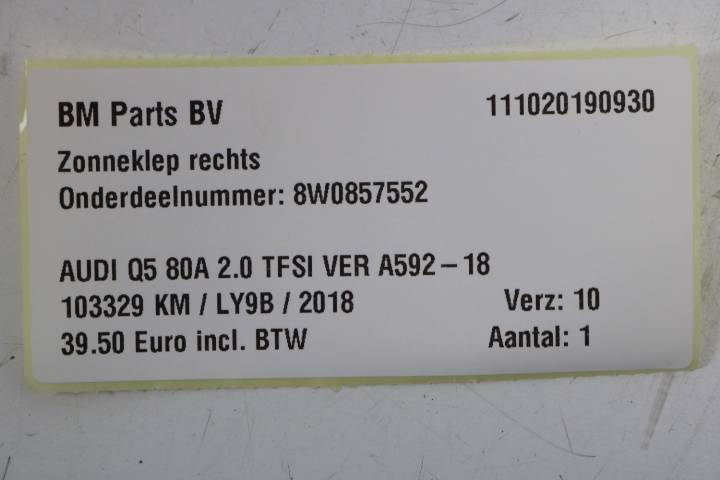 BM Parts BV 111020190930
Zonneklep rechts
Onderdeelnummer: 8W0857552
AUDI Q5 80A 2.0 TFSI VER A592-18
103329 KM / LY9B / 2018 Verz: 10
39.50 Euro incl. BTW Aantal: 1